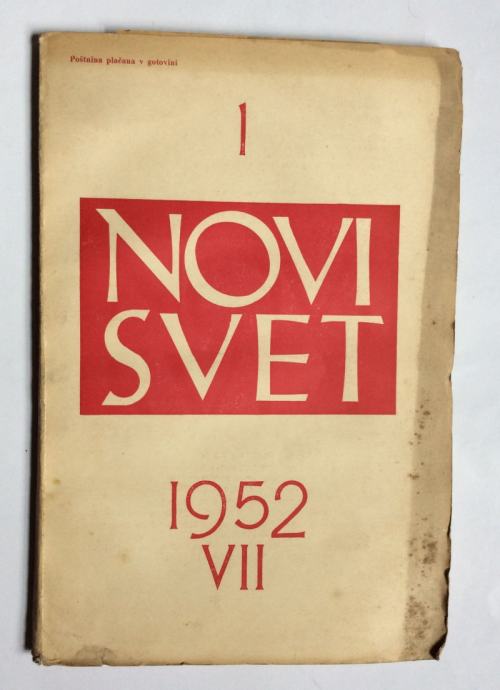 Poštnina plačana v gotovini
1
NOVI
SVET
1952
VII